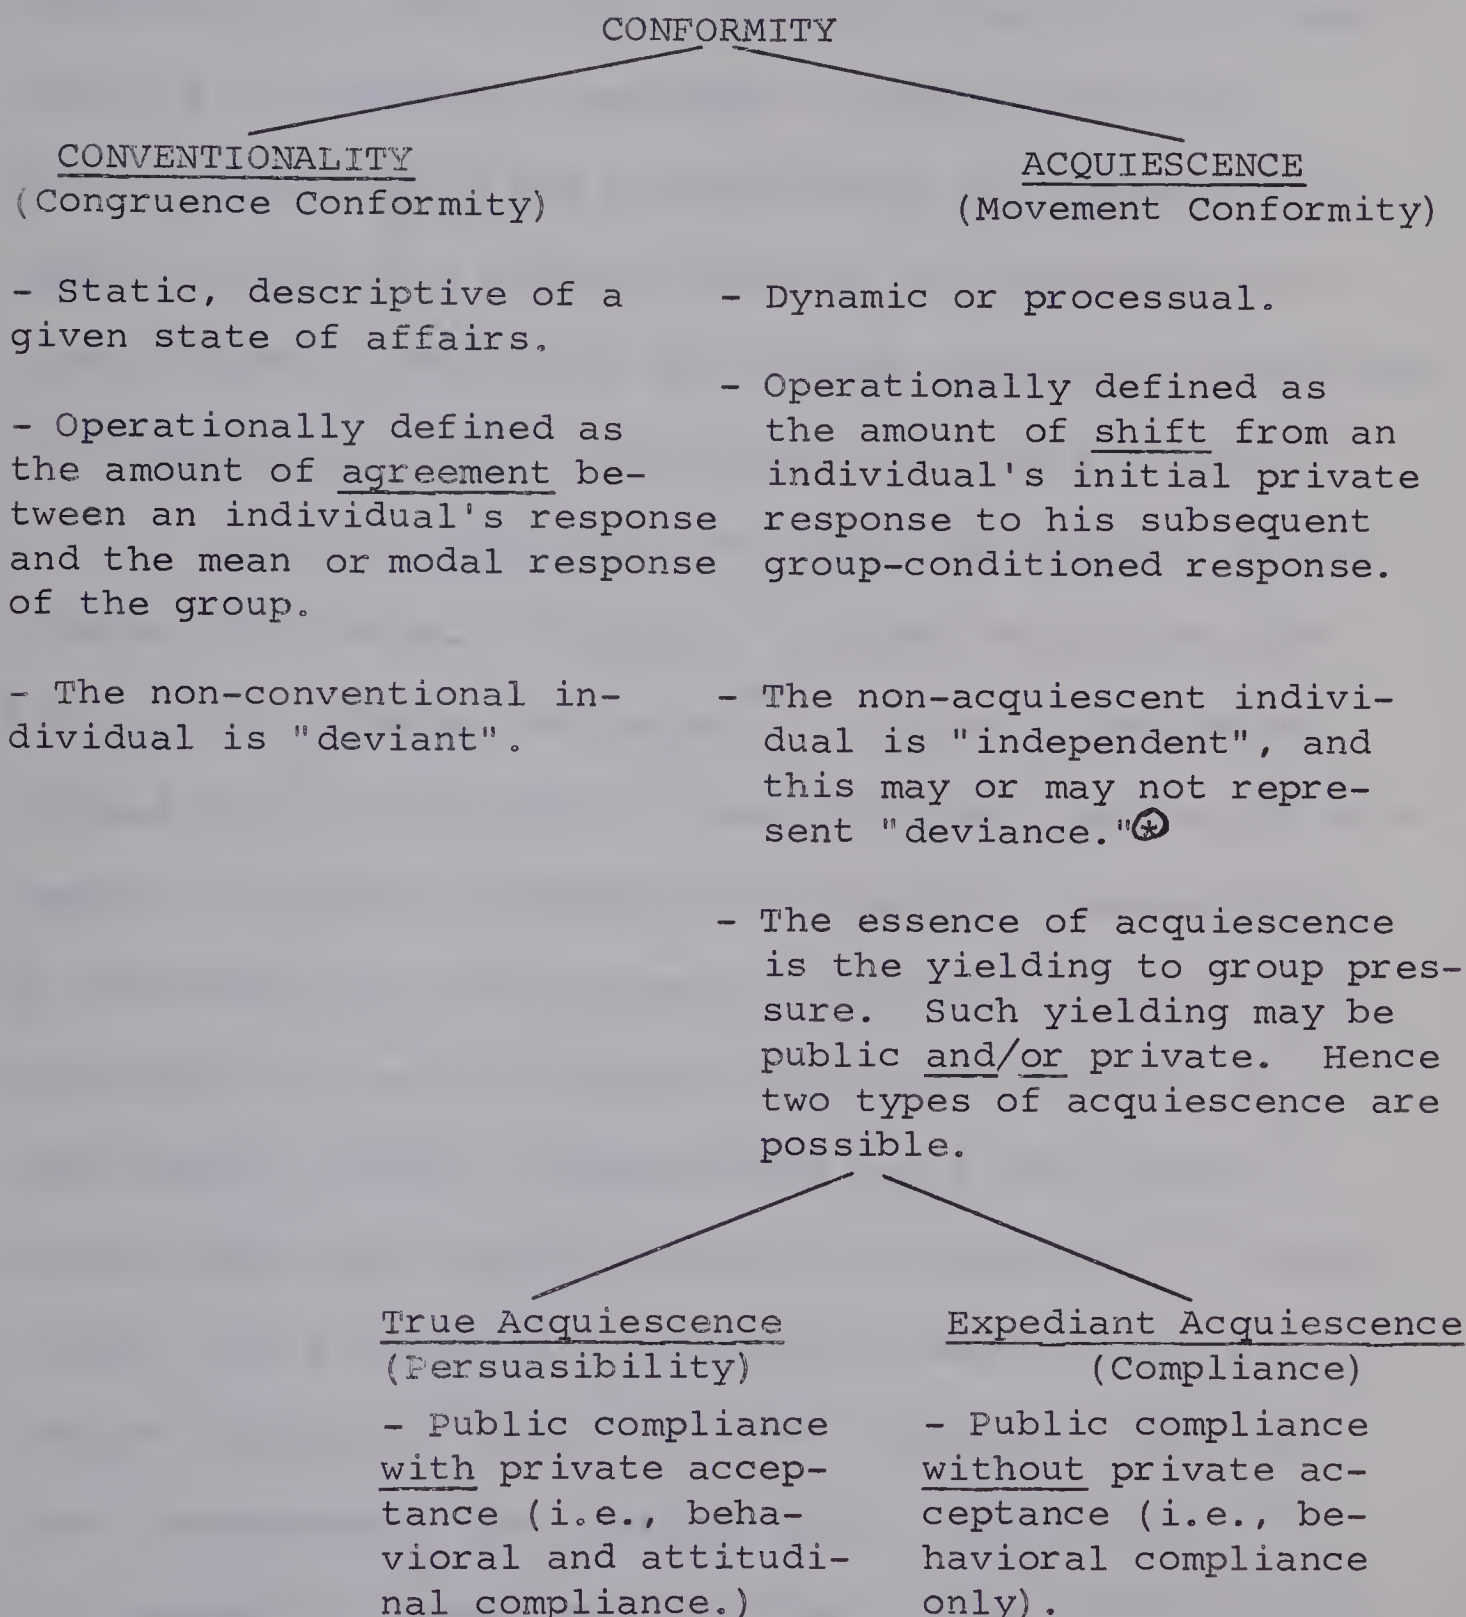 CONFORMITY
CONVENTIONALITY
(Congruence Conformity)
- Static, descriptive of a
given state of affairs.
- Operationally defined as
the amount of agreement be-
tween an individual's response
and the mean or modal response
of the group.
- The non-conventional in-
dividual is "deviant".
ACQUIESCENCE
(Movement Conformity)
- Dynamic or processual.
- Operationally defined as
the amount of shift from an
individual's initial private
response to his subsequent
group-conditioned response.
- The non-acquiescent indivi-
dual is "independent", and
this may or may not repre-
sent "deviance."*
- The essence of acquiescence
is the yielding to group pres-
sure. Such yielding may be
public and/or private. Hence
two types of acquiescence are
possible.
True Acquiescence
(Persuasibility)
- Public compliance
with private accep-
tance (i.e., beha-
vioral and attitudi-
nal compliance.)
Expediant Acquiescence
(Compliance)
- Public compliance
without private ac-
ceptance (i.e., be-
havioral compliance
only).